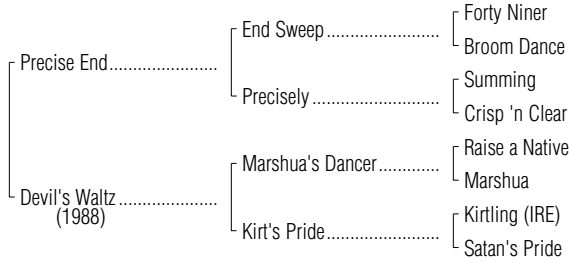 Forty Niner
End Sweep
Broom Dance
Precise End
Summing
Precisely
Crisp 'n Clear
Raise a Native
Marshua's Dancer
Marshua
Devil's Waltz
(1988)
Kirtling (IRE)
Kirt's Pride
Satan's Pride